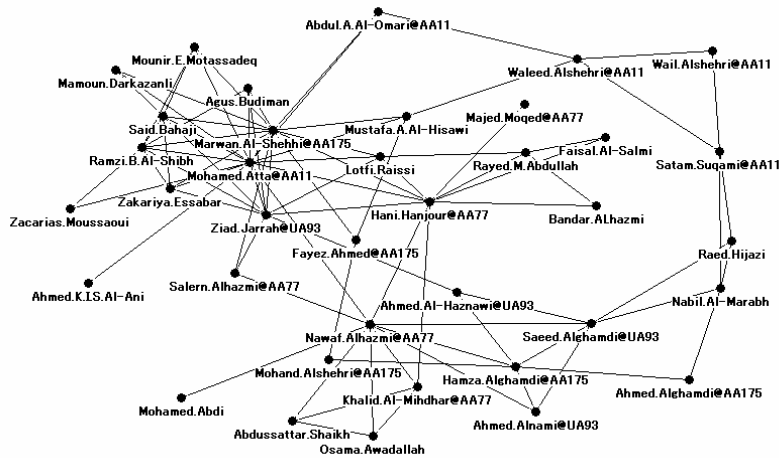 Abdul.A.Al-Omari@AA11
Mounir.E.Motassadeq
Waleed.Alshehri@AA11
Wail.Alshehri@AA11
Mamoun.Darkazanli
Agus.Budiman
Said.Bahaji
Mustafa.A.Al-Hisawi
Majed.Moqed@AA77
Marwan.Al-Shehhi@AA175
Faisal.Al-Salmi
Ramzi.B.Al-Shibh
Lotfi.Raissi
Rayed.M.Abdullah
Satam.Suqami@AA11
Mohamed.Atta@AA11
Zakariya.Essabar
Zacarias.Moussaoui
Hani.Hanjour@AA77
Bandar.ALhazmi
Ziad.Jarrah@UA93
Fayez.Ahmed@AA175
Raed.Hijazi
Ahmed.K.I.S.Al-Ani
Salem.Alhazmi@AA77
Ahmed.Al-Haznawi@UA93
Nabil.Al-Marabh
Nawaf.Alhazmi@AA77
Saeed.Alghamdi@UA93
Mohand.Alshehri@AA175
Hamza.Alghamdi@AA175
Ahmed.Alghamdi@AA175
Khalid.Al-Mihdhar@AA77
Mohamed.Abdi
Ahmed.Alnami@UA93
Abdussattar.Shaikh
Osama.Awadallah